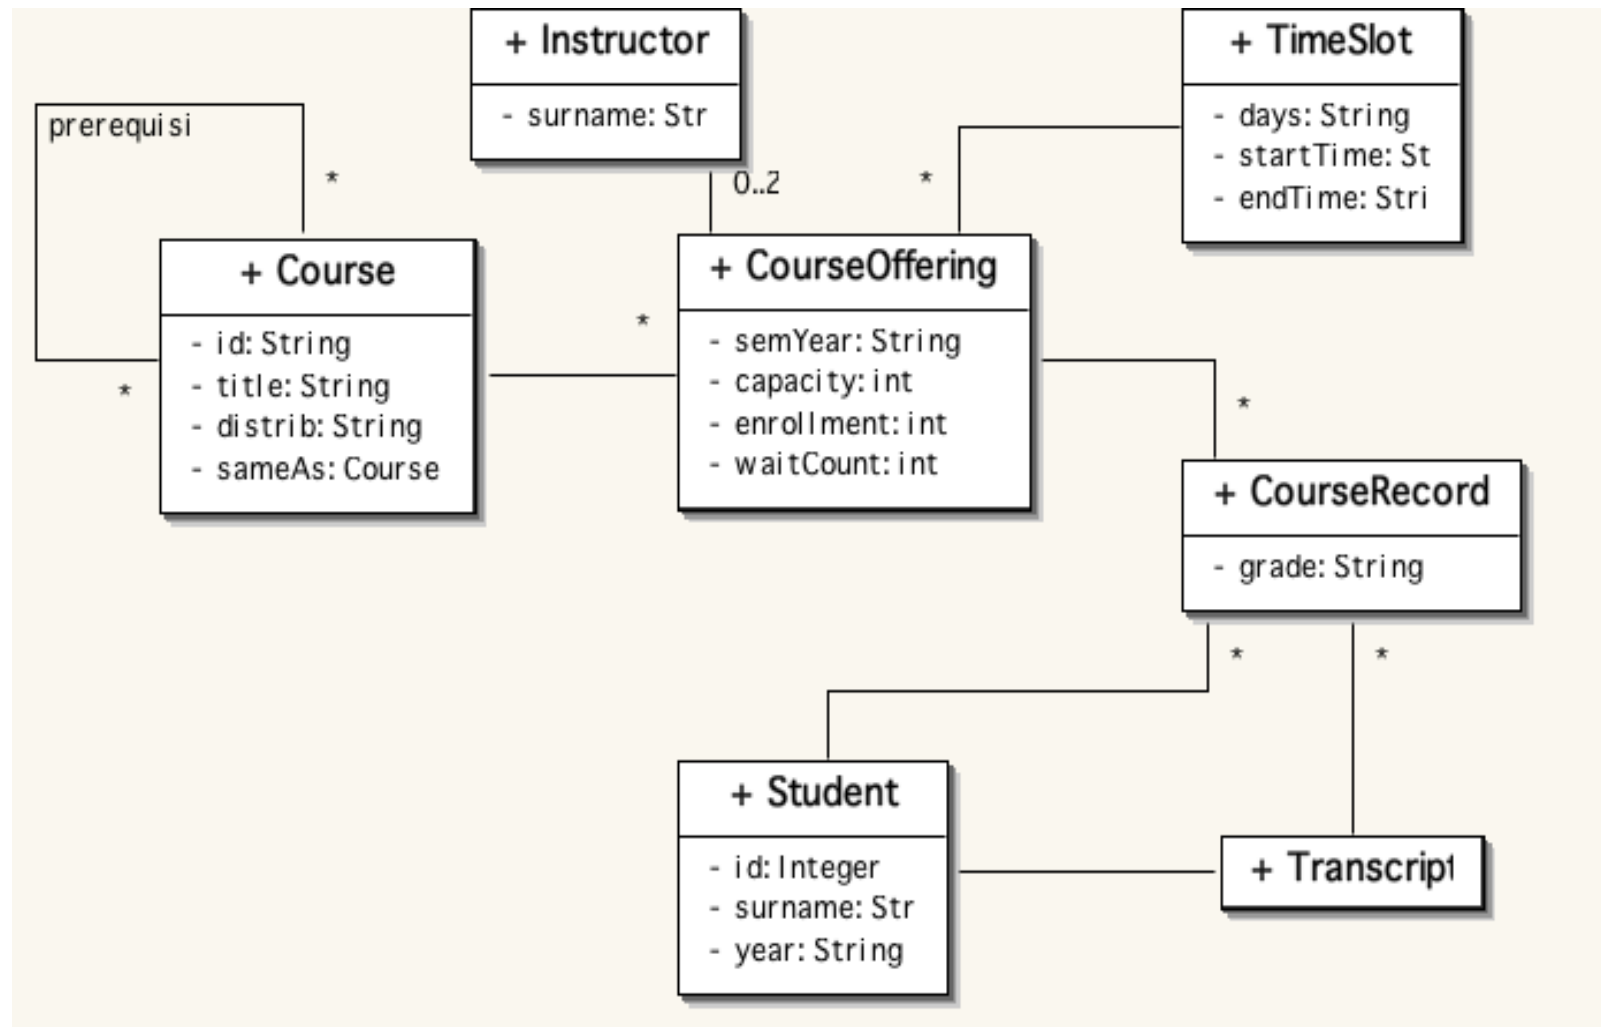 + Instructor
- surname: Str
+ TimeSlot
- days: String
- startTime: St
- endTime: Stri
prerequisi
*
*
0..2
*
+ Course
- id: String
- title: String
- distrib: String
- sameAs: Course
*
+ CourseOffering
- semYear: String
- capacity: int
- enrollment: int
- waitCount: int
*
+ CourseRecord
- grade: String
*
*
+ Student
- id: Integer
- surname: Str
- year: String
+ Transcript